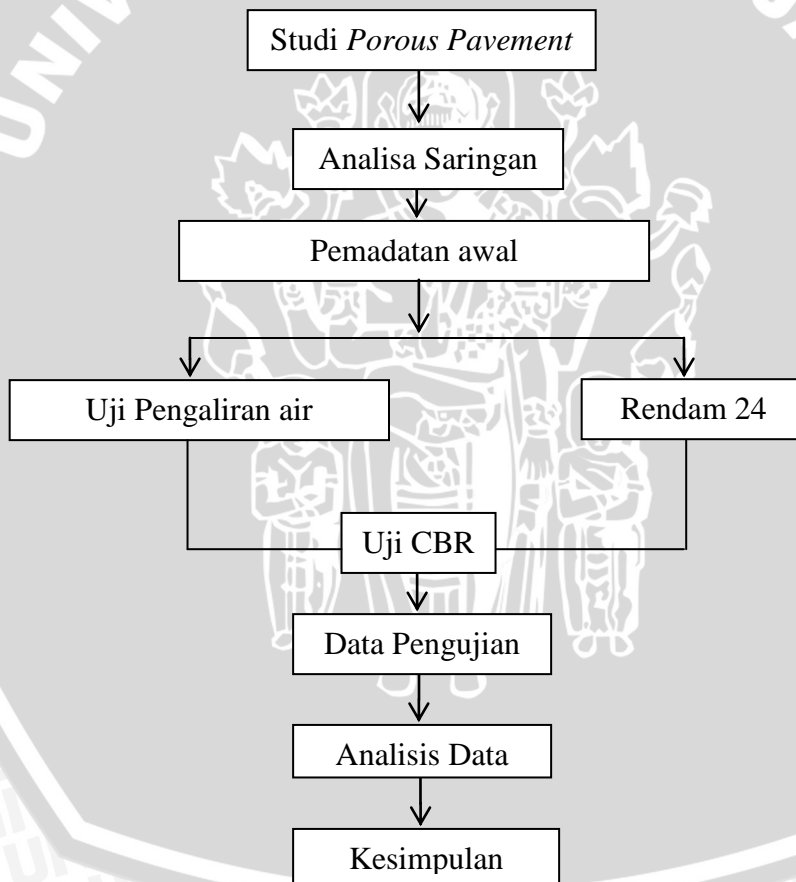 Studi Porous Pavement
Analisa Saringan
Pemadatan awal
Uji Pengaliran air
Rendam 24
Uji CBR
Data Pengujian
Analisis Data
Kesimpulan